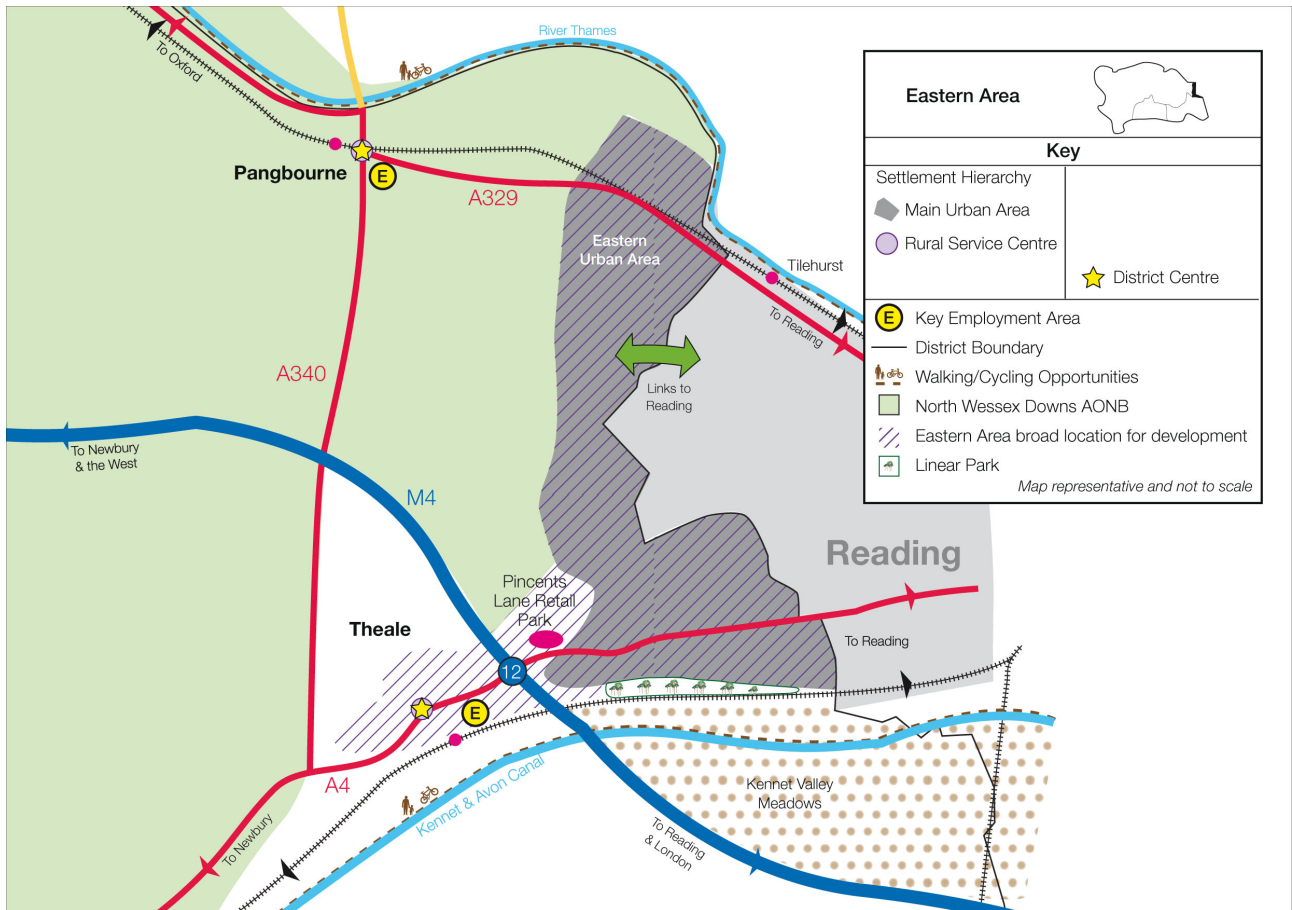 River Thames
To Oxford
Pangbourne
E
A329
Eastern
Urban Area
Tilehurst
To Reading
A340
Links to
Reading
To Newbury
& the West
M4
Reading
Pincents
Lane Retail
Park
Theale
12
To Reading
E
A4
Kennet & Avon Canal
Kennet Valley
Meadows
To Newbury
To Reading
& London
Eastern Area
Key
Settlement Hierarchy
Main Urban Area
Rural Service Centre
District Centre
E
Key Employment Area
District Boundary
Walking/Cycling Opportunities
North Wessex Downs AONB
Eastern Area broad location for development
Linear Park
Map representative and not to scale